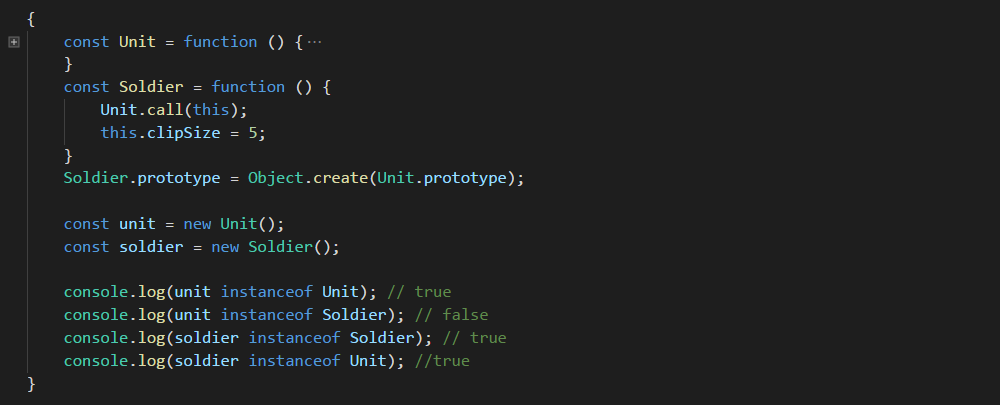 {
    const Unit = function () { ···
    }
    const Soldier = function () {
        Unit.call(this);
        this.clipSize = 5;
    }
    Soldier.prototype = Object.create(Unit.prototype);

    const unit = new Unit();
    const soldier = new Soldier();

    console.log(unit instanceof Unit); // true
    console.log(unit instanceof Soldier); // false
    console.log(soldier instanceof Soldier); // true
    console.log(soldier instanceof Unit); //true
}